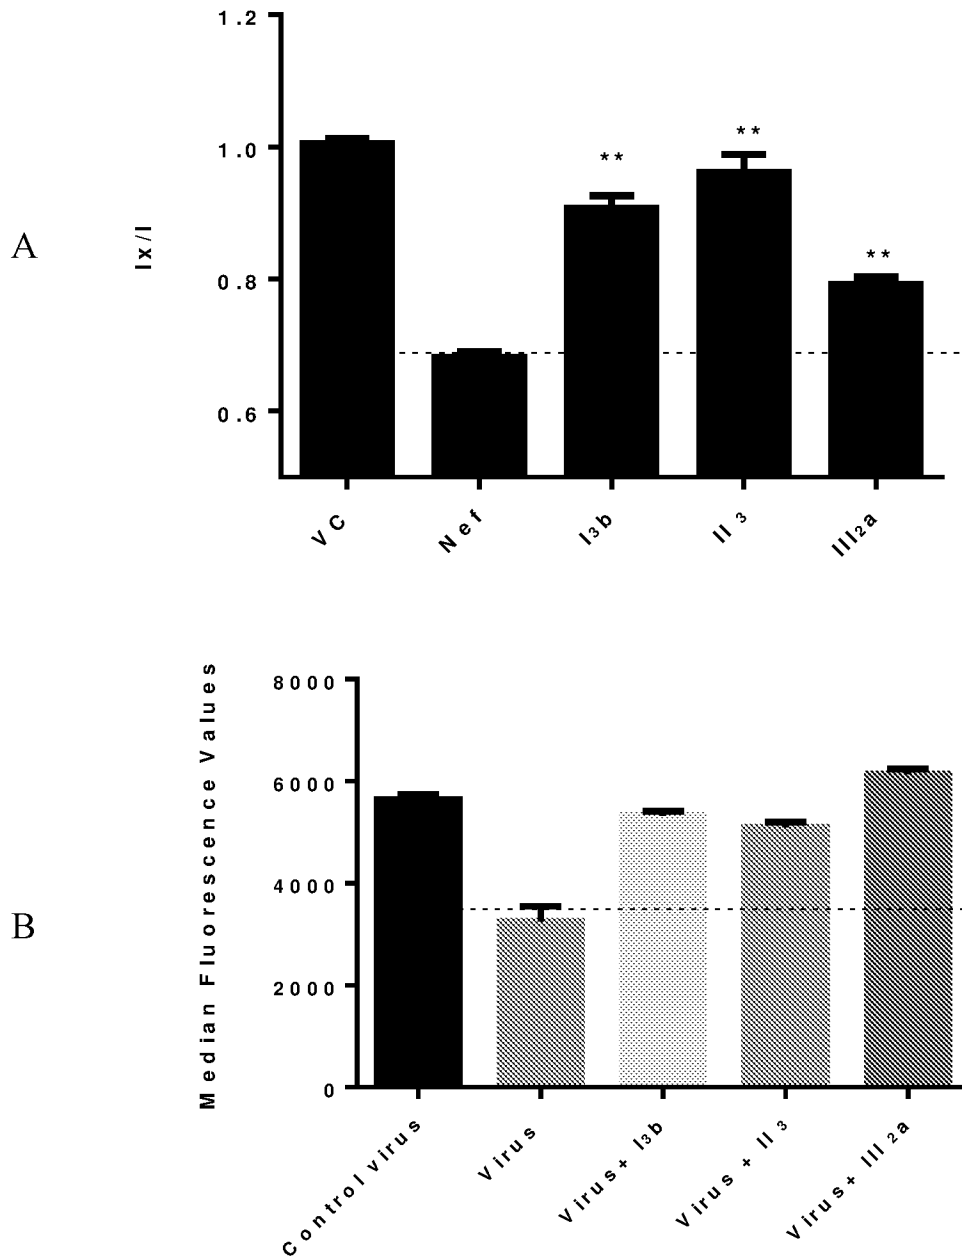 A
Ix/I
1.2
1.0
0.8
0.6
**
**
**
VC
Nef
I3b
II 3
III2a
B
Median Fluorescence Values
8000
6000
4000
2000
0
Control virus
Virus
Virus+ I3b
Virus + II 3
Virus+ III 2a